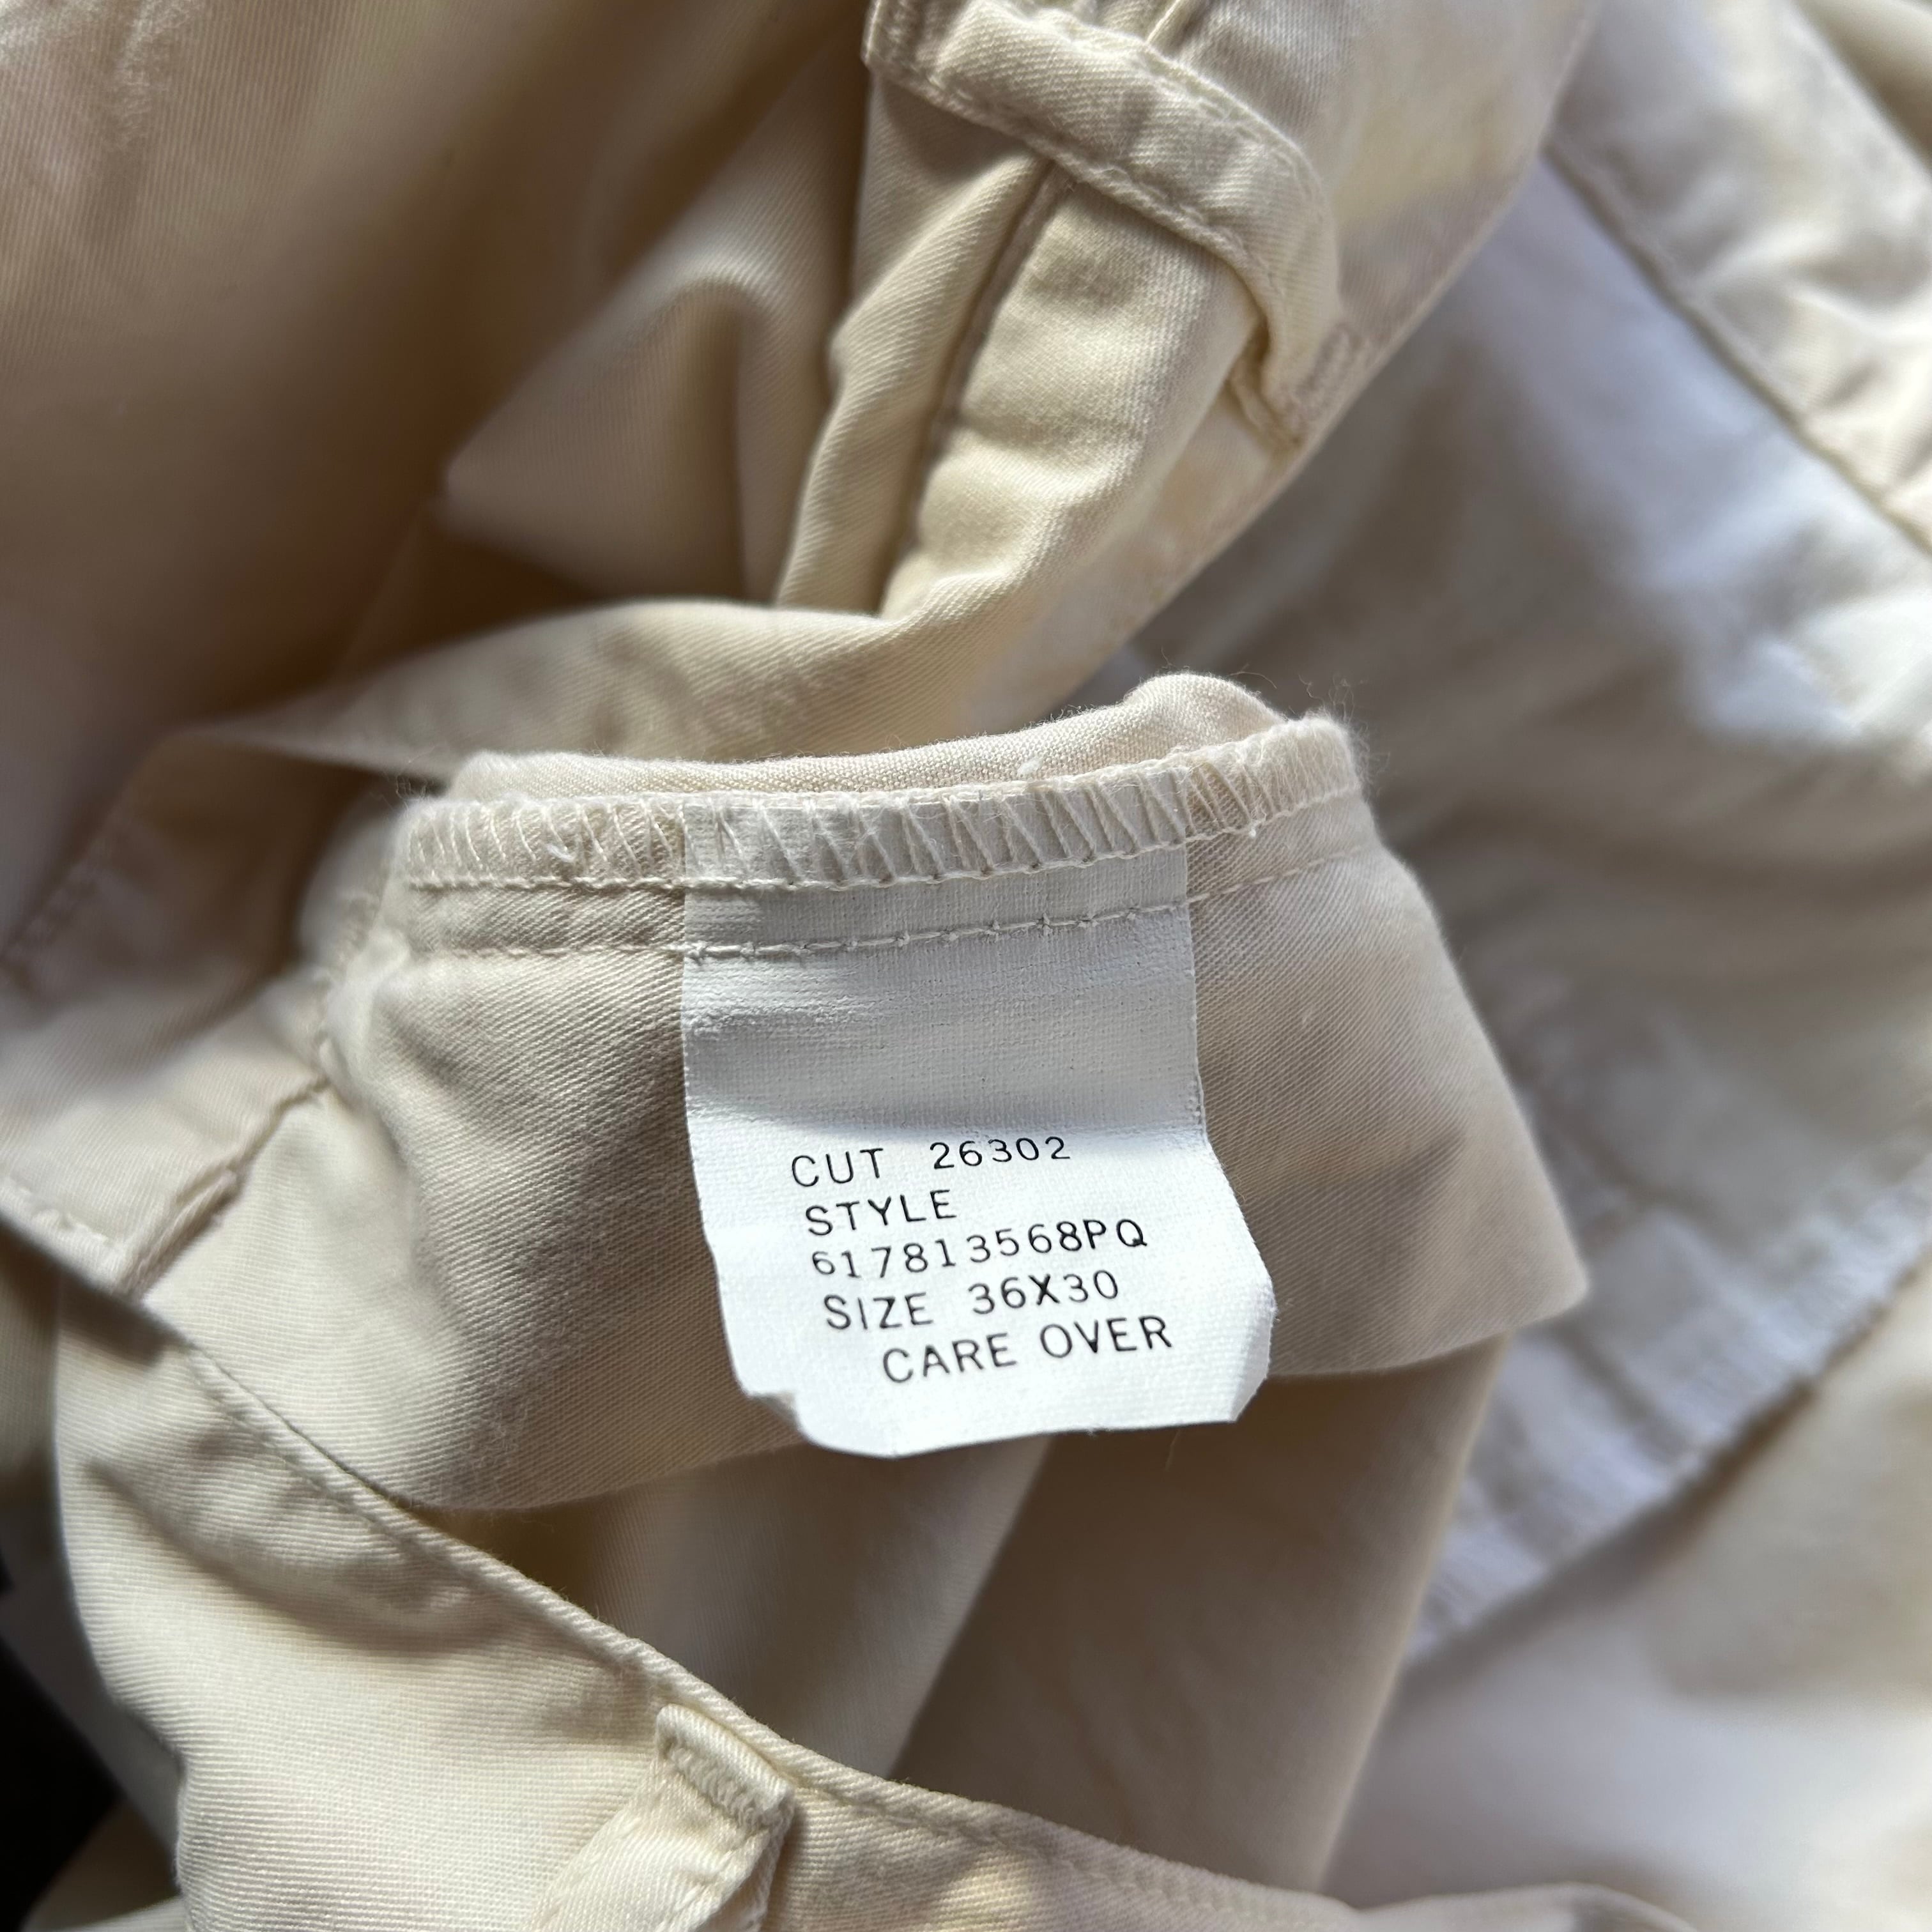 CUT 26302
STYLE
617813568PQ
SIZE 36X30
CARE OVER